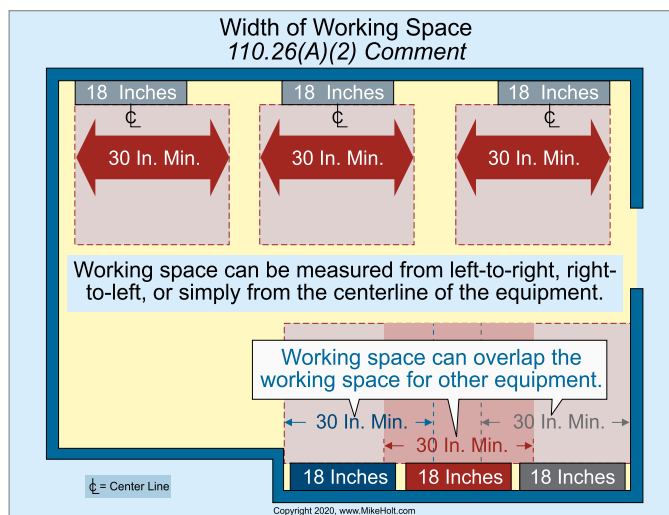 Width of Working Space
110.26(A)(2) Comment
18 Inches
18 Inches
18 Inches
℄
℄
℄
30 In. Min.
30 In. Min.
30 In. Min.
Working space can be measured from left-to-right, right-
to-left, or simply from the centerline of the equipment.
Working space can overlap the
working space for other equipment.
30 In. Min.
30 In. Min.
30 In. Min.
18 Inches
18 Inches
18 Inches
℄ = Center Line
Copyright 2020, www.MikeHolt.com